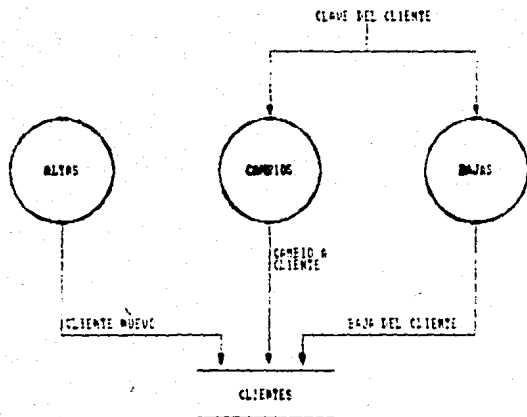 CLAVE DEL CLIENTE
ALTAS
CAMBIOS
BAJAS
CAMBIO A
CLIENTE
CLIENTE NUEVO
BAJA DEL CLIENTE
CLIENTES